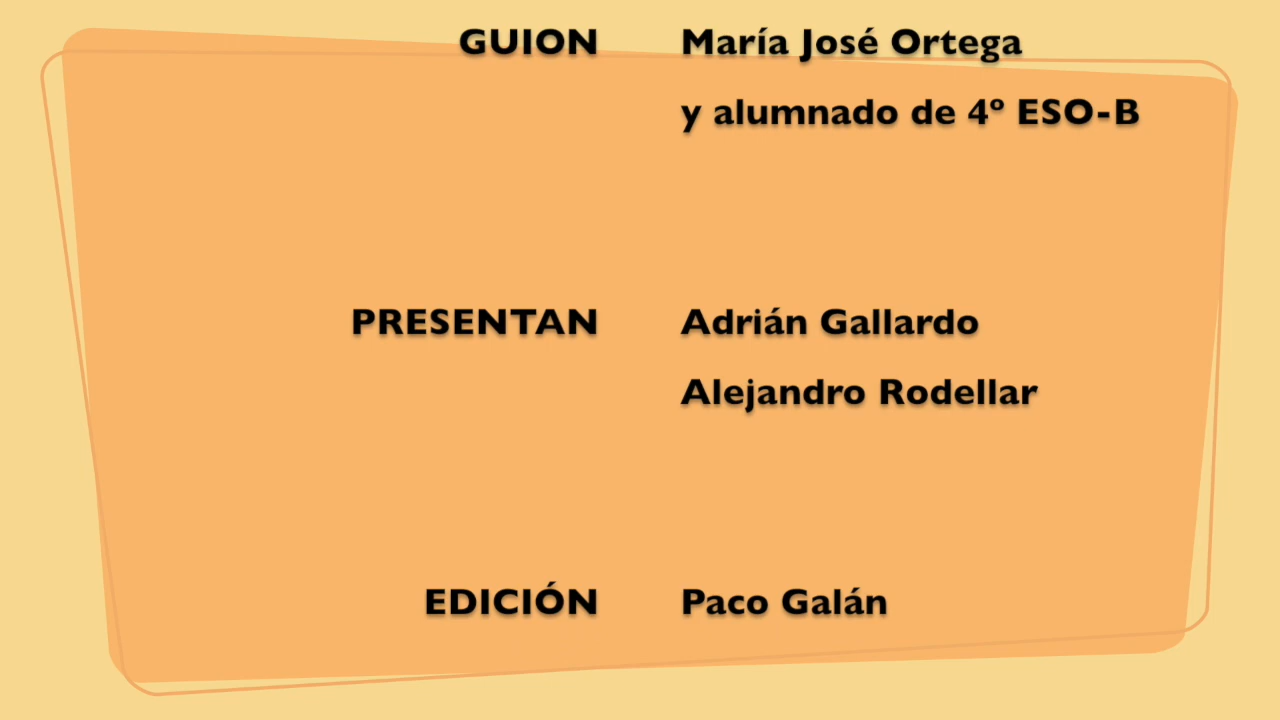 GUION María José Ortega
y alumnado de 4º ESO-B
PRESENTAN Adrián Gallardo
Alejandro Rodellar
EDICIÓN Paco Galán